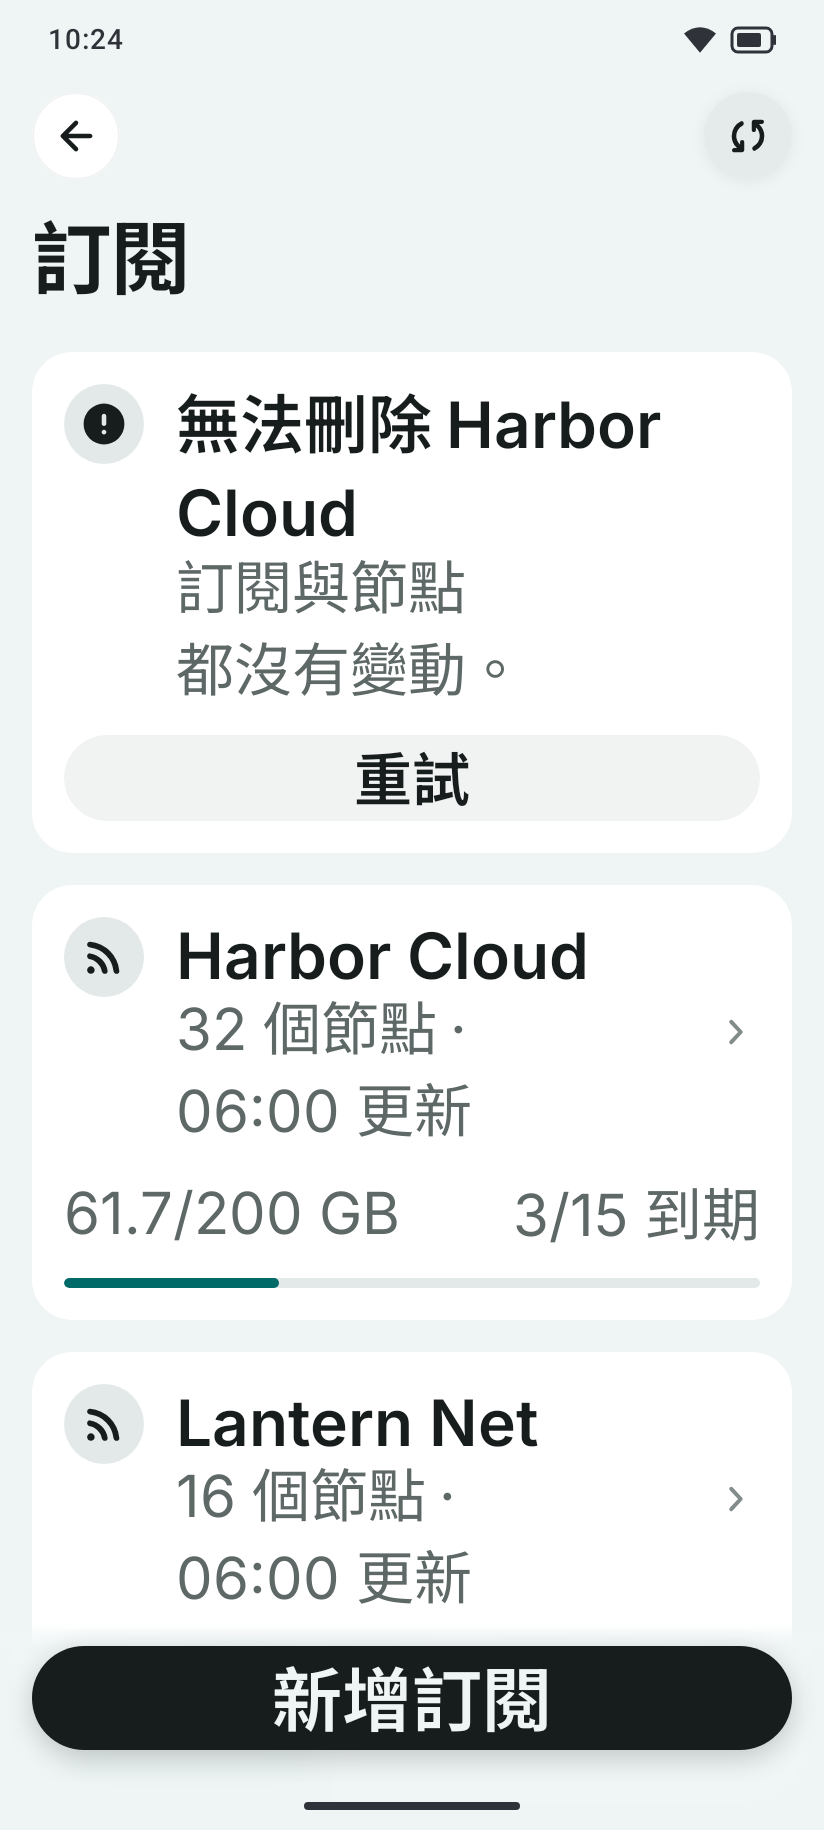 10:24
訂閱
無法刪除 Harbor
Cloud
訂閱與節點
都沒有變動。
重試
Harbor Cloud
32 個節點 ·
06:00 更新
61.7/200 GB
3/15 到期
Lantern Net
16 個節點 ·
06:00 更新
新增訂閱